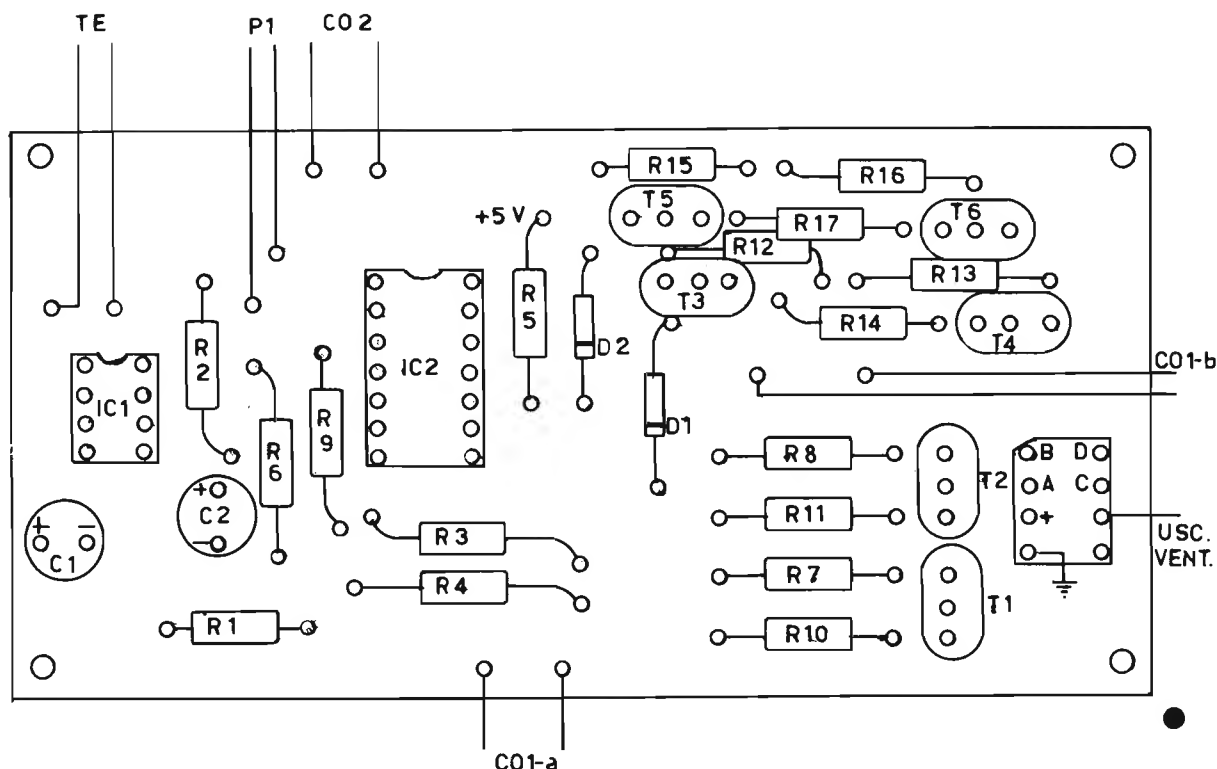 TE P1 CO2
R15
R16
T5
+5V
R17
T6
R12
R13
R5
T3
R14
T4
R2
D2
IC2
CO1-b
IC1
R9
D1
R6
R8
B D
T2
A C
+ -
C2
R11
+
USC.
VENT.
+ -
C1
R3
R4
R7
T1
R1
R10
CO1-a